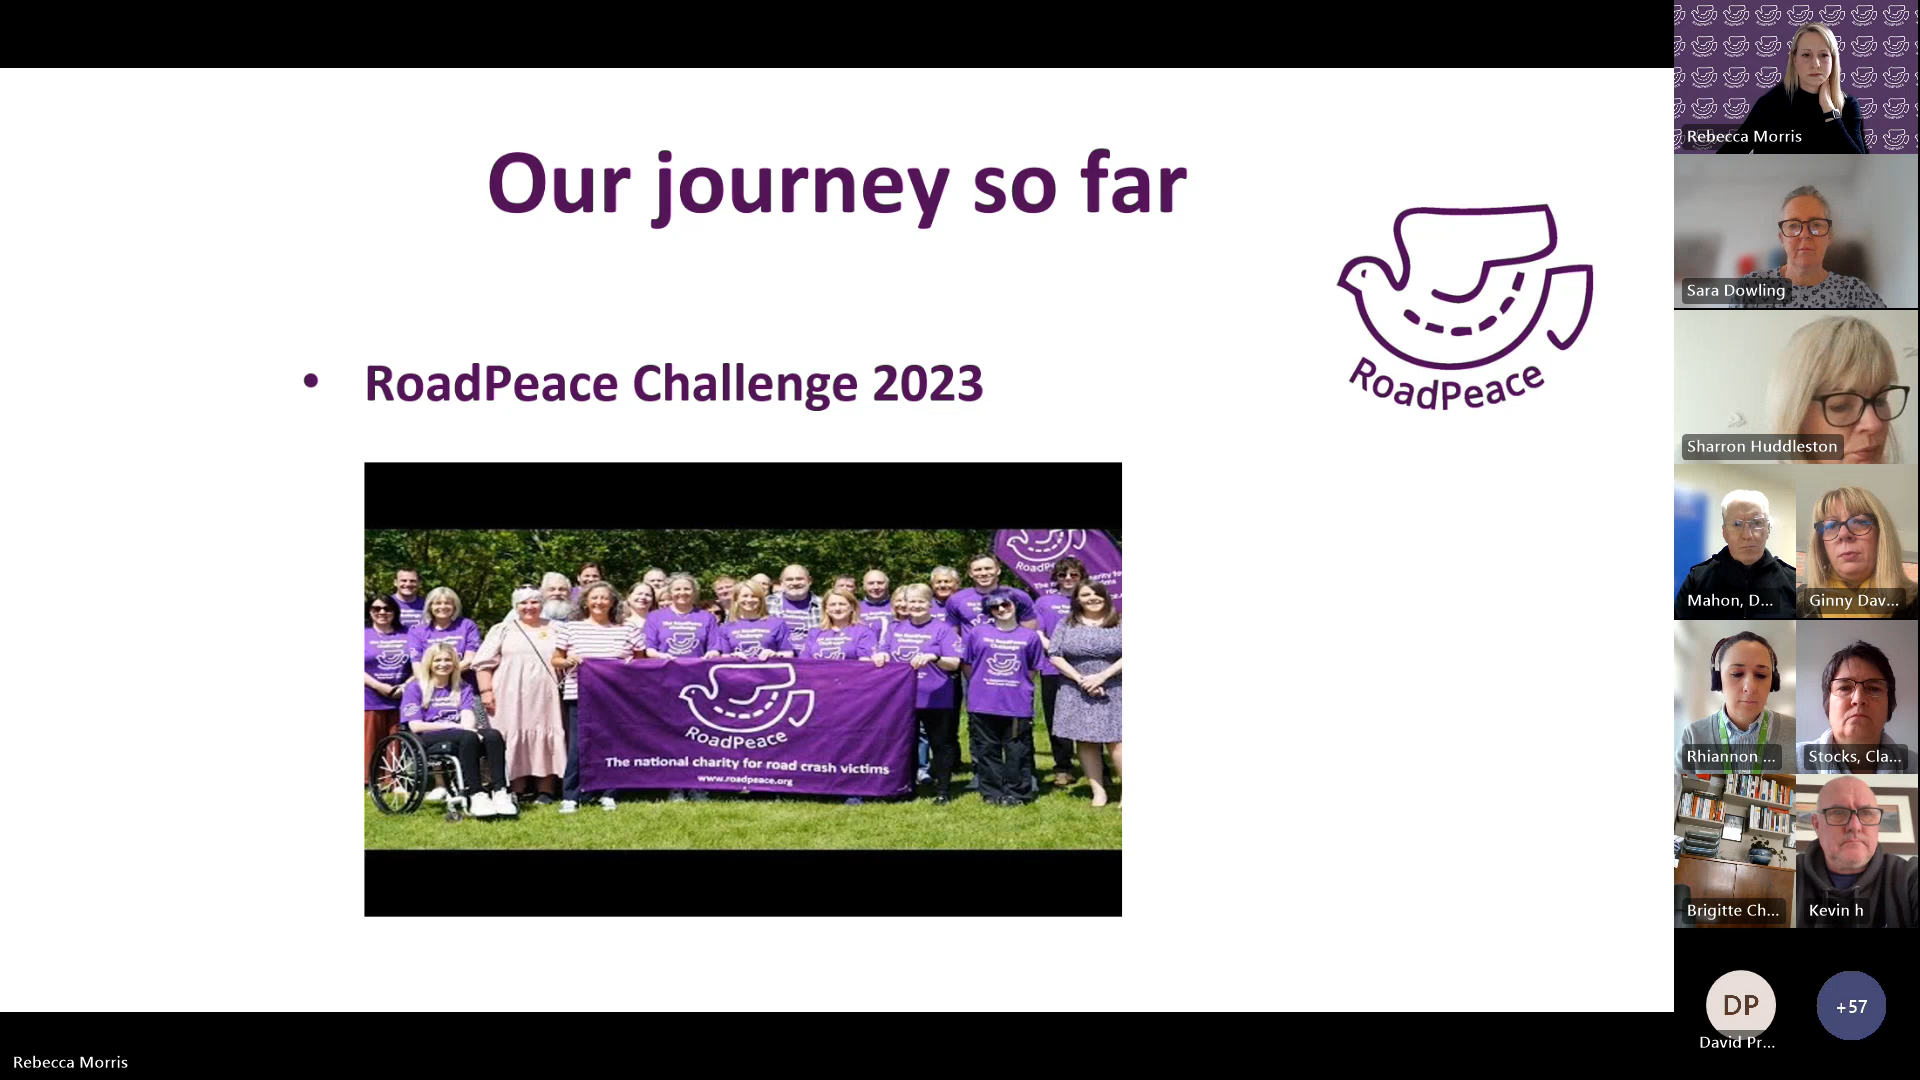 Our journey so far
RoadPeace
• RoadPeace Challenge 2023
RoadPeace
The national charity for road crash victims
www.roadpeace.org
Rebecca Morris
Rebecca Morris
Sara Dowling
Sharron Huddleston
Mahon, D...
Ginny Dav...
Rhiannon ...
Stocks, Cla...
Brigitte Ch...
Kevin h
DP
+57
David Pr...